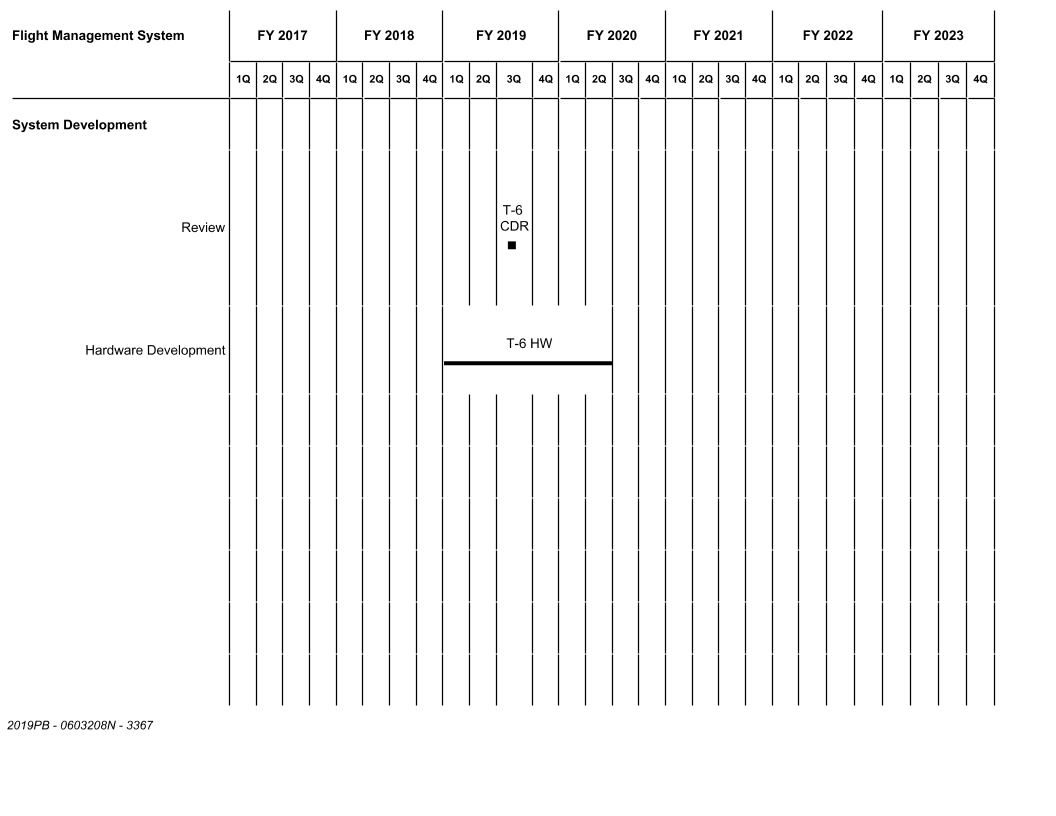 Flight Management System FY 2017 FY 2018 FY 2019 FY 2020 FY 2021 FY 2022 FY 2023
1Q 2Q 3Q 4Q 1Q 2Q 3Q 4Q 1Q 2Q 3Q 4Q 1Q 2Q 3Q 4Q 1Q 2Q 3Q 4Q 1Q 2Q 3Q 4Q 1Q 2Q 3Q 4Q
System Development
T-6
CDR
Review
T-6 HW
Hardware Development
2019PB - 0603208N - 3367